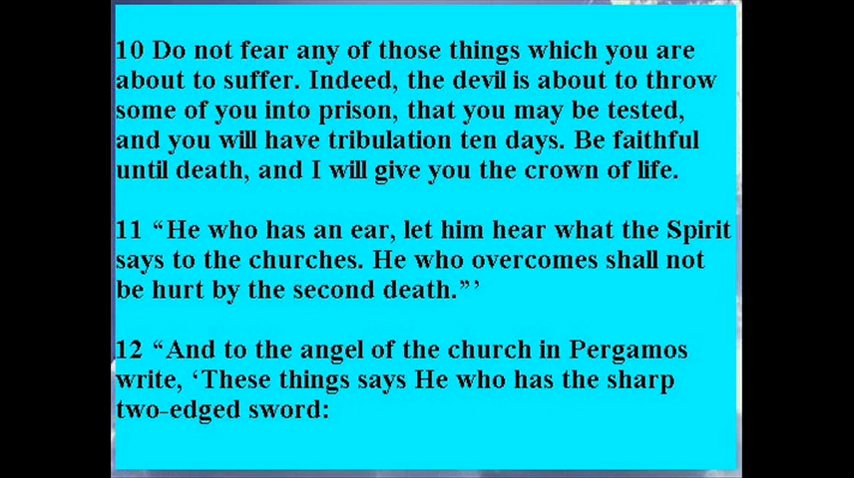 10 Do not fear any of those things which you are
about to suffer. Indeed, the devil is about to throw
some of you into prison, that you may be tested,
and you will have tribulation ten days. Be faithful
until death, and I will give you the crown of life.
11 “He who has an ear, let him hear what the Spirit
says to the churches. He who overcomes shall not
be hurt by the second death.”’
12 “And to the angel of the church in Pergamos
write, ‘These things says He who has the sharp
two-edged sword: